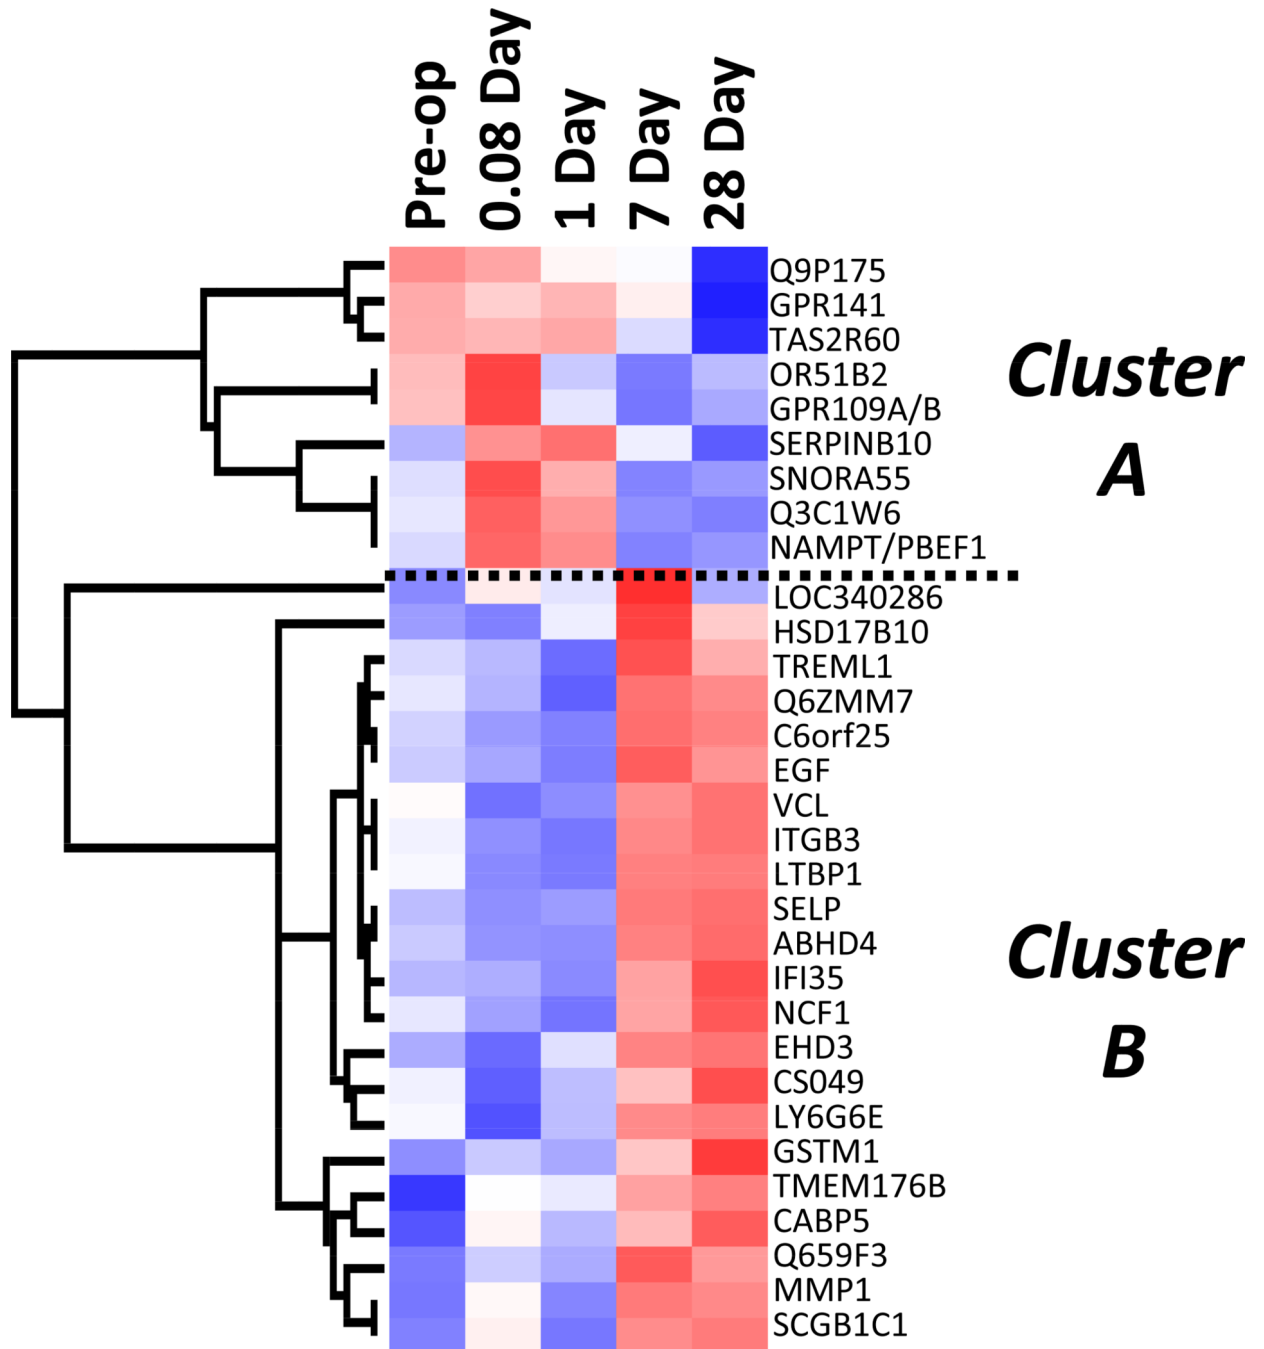 Pre-op
0.08 Day
1 Day
7 Day
28 Day
Q9P175
GPR141
TAS2R60
OR51B2
GPR109A/B
SERPINB10
SNORA55
Q3C1W6
NAMPT/PBEF1
Cluster
A
LOC340286
HSD17B10
TREML1
Q6ZMM7
C6orf25
EGF
VCL
ITGB3
LTBP1
SELP
ABHD4
IFI35
NCF1
EHD3
CS049
LY6G6E
GSTM1
TMEM176B
CABP5
Q659F3
MMP1
SCGB1C1
Cluster
B